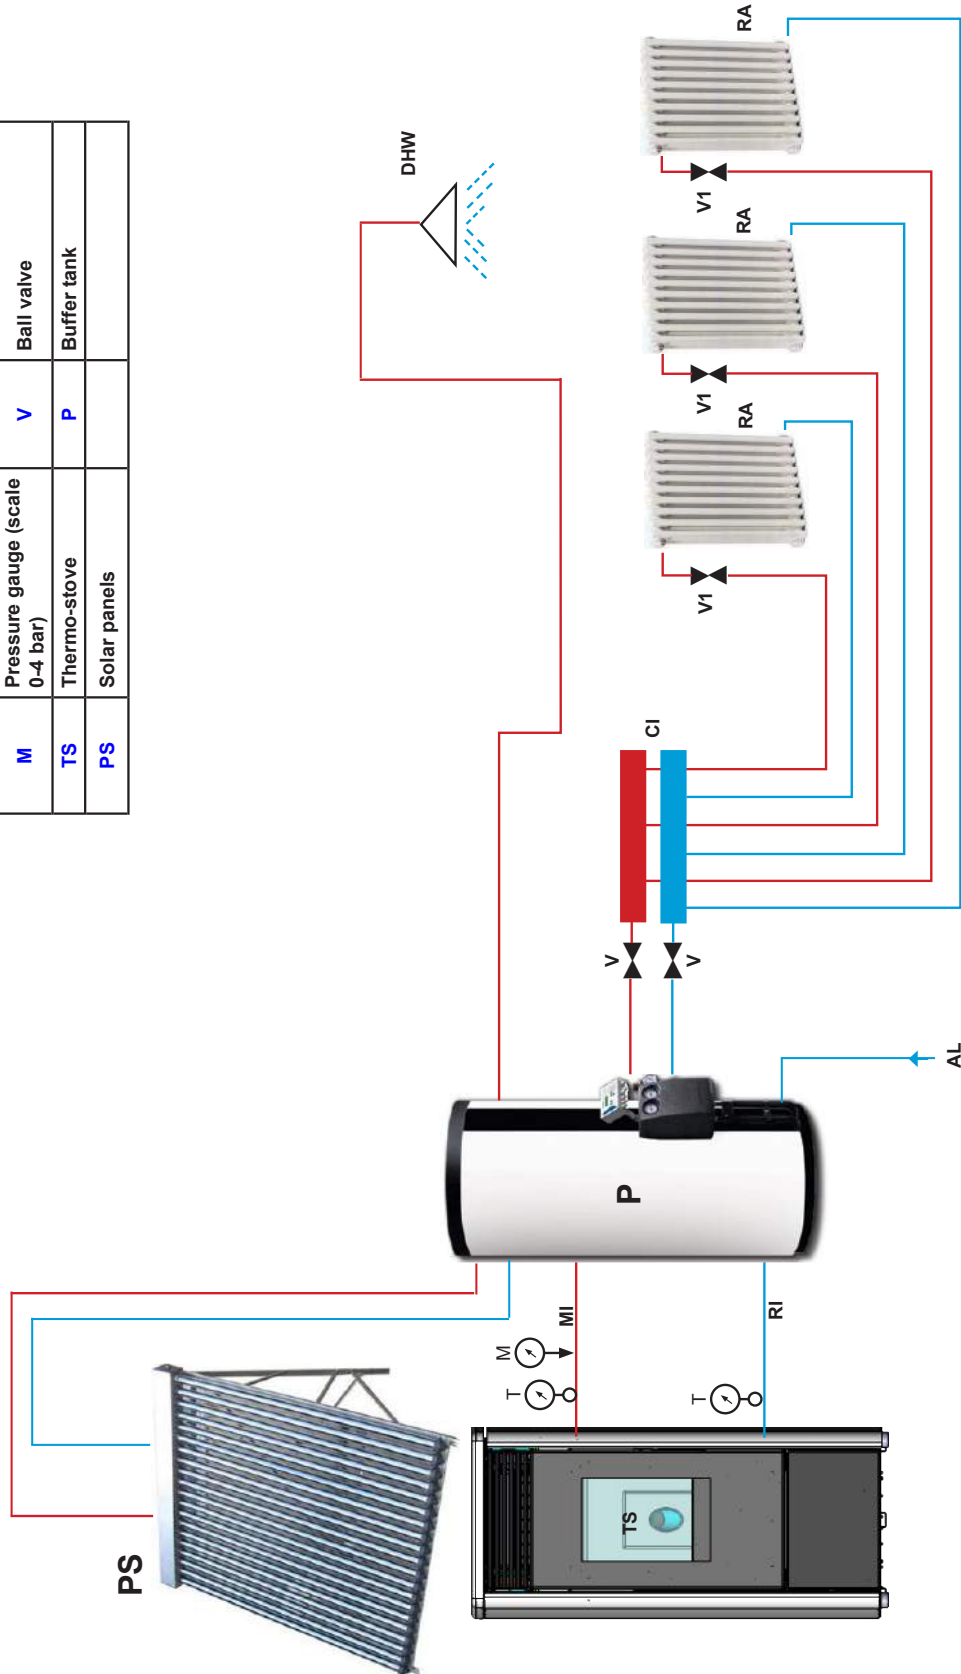 M
Pressure gauge (scale
0-4 bar)
V
Ball valve
TS
Thermo-stove
P
Buffer tank
PS
Solar panels
DHW
RA
V1
RA
V1
RA
V1
CI
V
V
AL
P
MI
RI
M
T
T
TS
PS